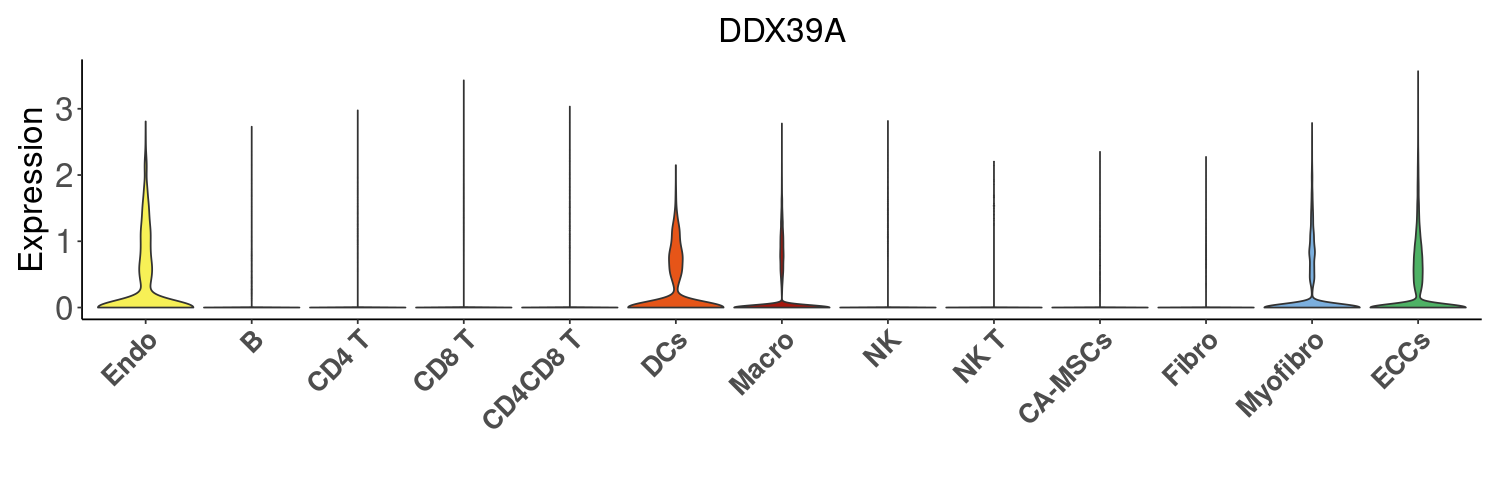 DDX39A
Expression
3
2
1
0
Endo
B
CD4 T
CD8 T
CD4CD8 T
DCs
Macro
NK
NK T
CA-MSCs
Fibro
Myofibro
ECCs